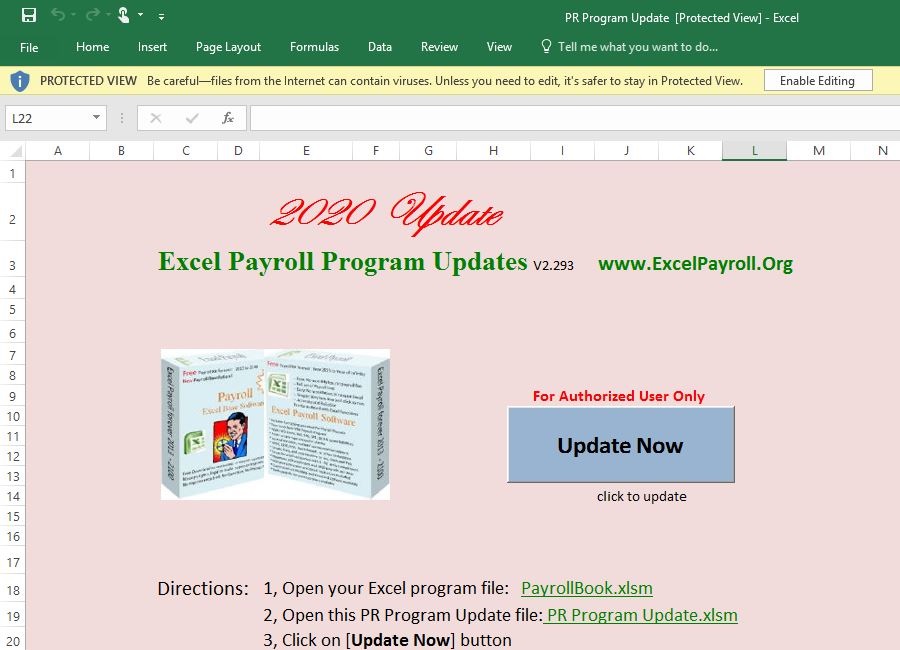 PR Program Update [Protected View] - Excel
File Home Insert Page Layout Formulas Data Review View Tell me what you want to do...
PROTECTED VIEW Be careful—files from the Internet can contain viruses. Unless you need to edit, it's safer to stay in Protected View. Enable Editing
L22 fx
A B C D E F G H I J K L M N
1
2 2020 Update
3 Excel Payroll Program Updates V2.293 www.ExcelPayroll.Org
4
5
6
7
8
Payroll
Excel Payroll Software
9 For Authorized User Only
10
11 Update Now
12
13
14 click to update
15
16
17
18 Directions: 1, Open your Excel program file: PayrollBook.xlsm
19 2, Open this PR Program Update file: PR Program Update.xlsm
20 3, Click on [Update Now] button